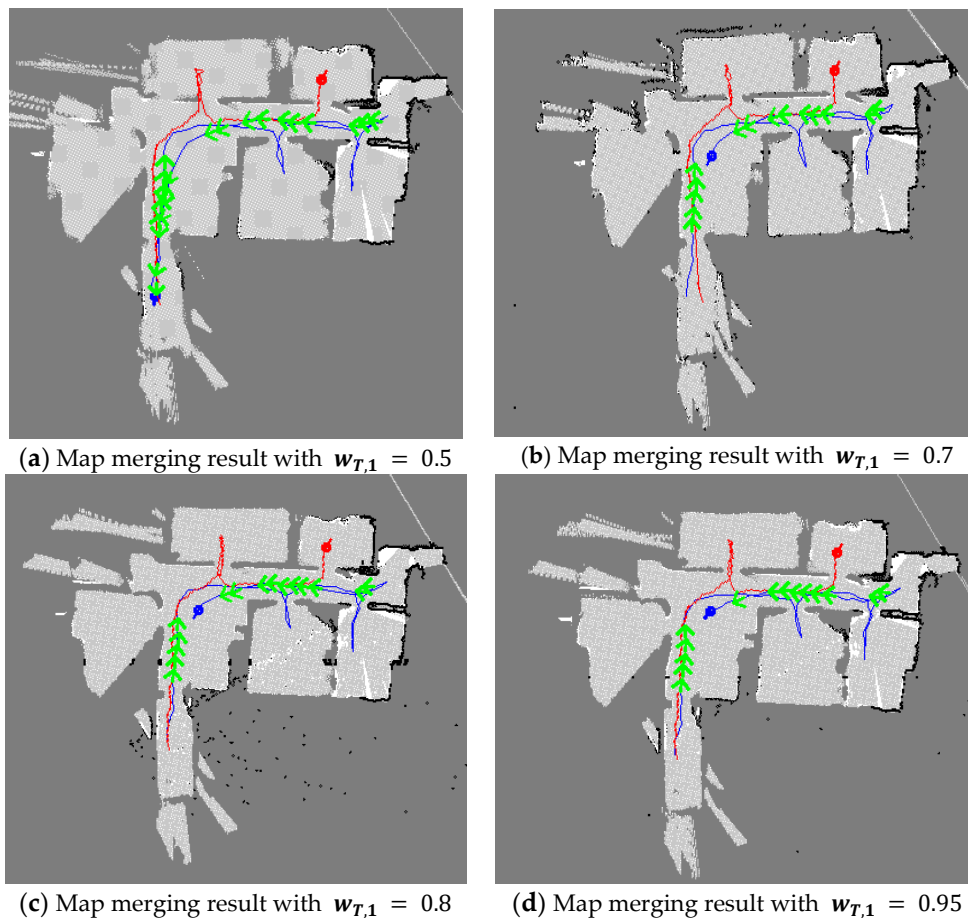 (a) Map merging result with w_{T,1} = 0.5
(b) Map merging result with w_{T,1} = 0.7
(c) Map merging result with w_{T,1} = 0.8
(d) Map merging result with w_{T,1} = 0.95